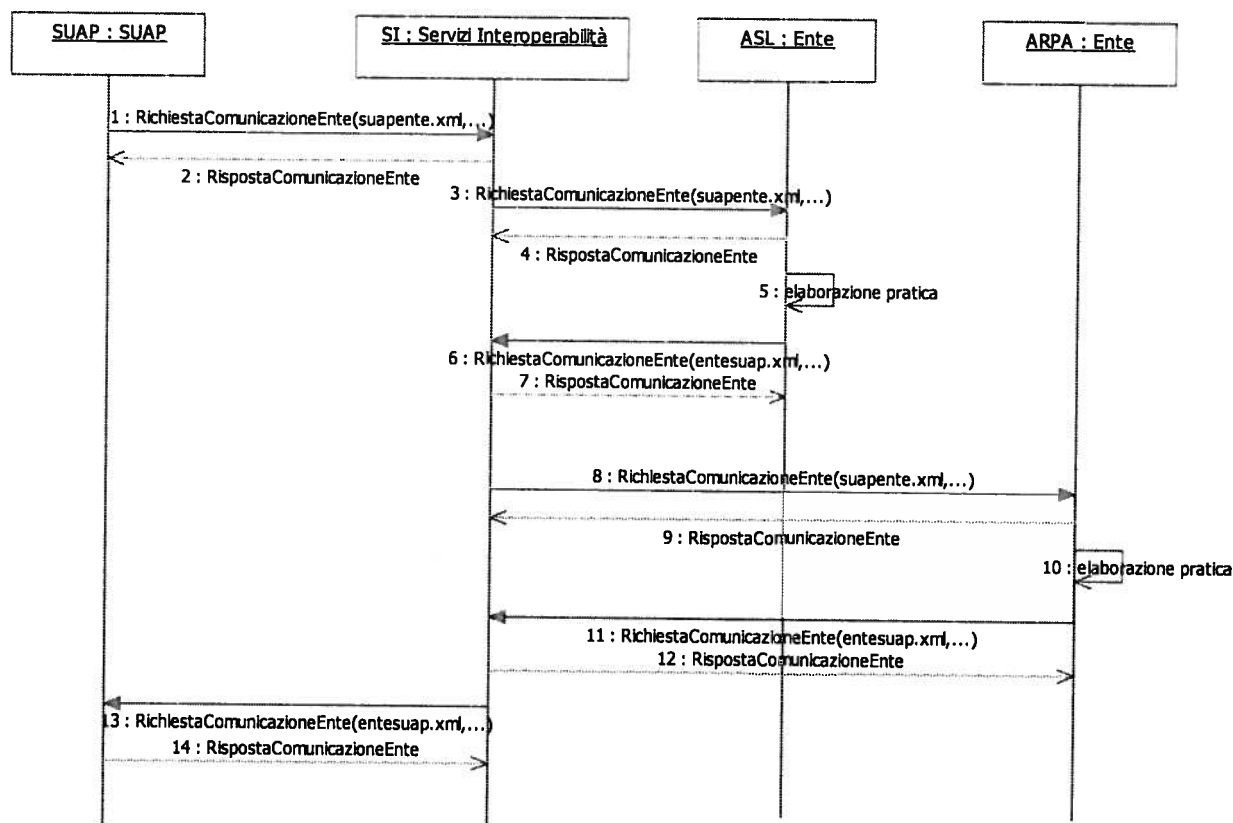 SUAP : SUAP
SI : Servizi Interoperabilità
ASL : Ente
ARPA : Ente
1 : RichiestaComunicazioneEnte(suapente.xml,...)
2 : RispostaComunicazioneEnte
3 : RichiestaComunicazioneEnte(suapente.xml,...)
4 : RispostaComunicazioneEnte
5 : elaborazione pratica
6 : RichiestaComunicazioneEnte(entesuap.xml,...)
7 : RispostaComunicazioneEnte
8 : RichiestaComunicazioneEnte(suapente.xml,...)
9 : RispostaComunicazioneEnte
10 : elaborazione pratica
11 : RichiestaComunicazioneEnte(entesuap.xml,...)
12 : RispostaComunicazioneEnte
13 : RichiestaComunicazioneEnte(entesuap.xml,...)
14 : RispostaComunicazioneEnte